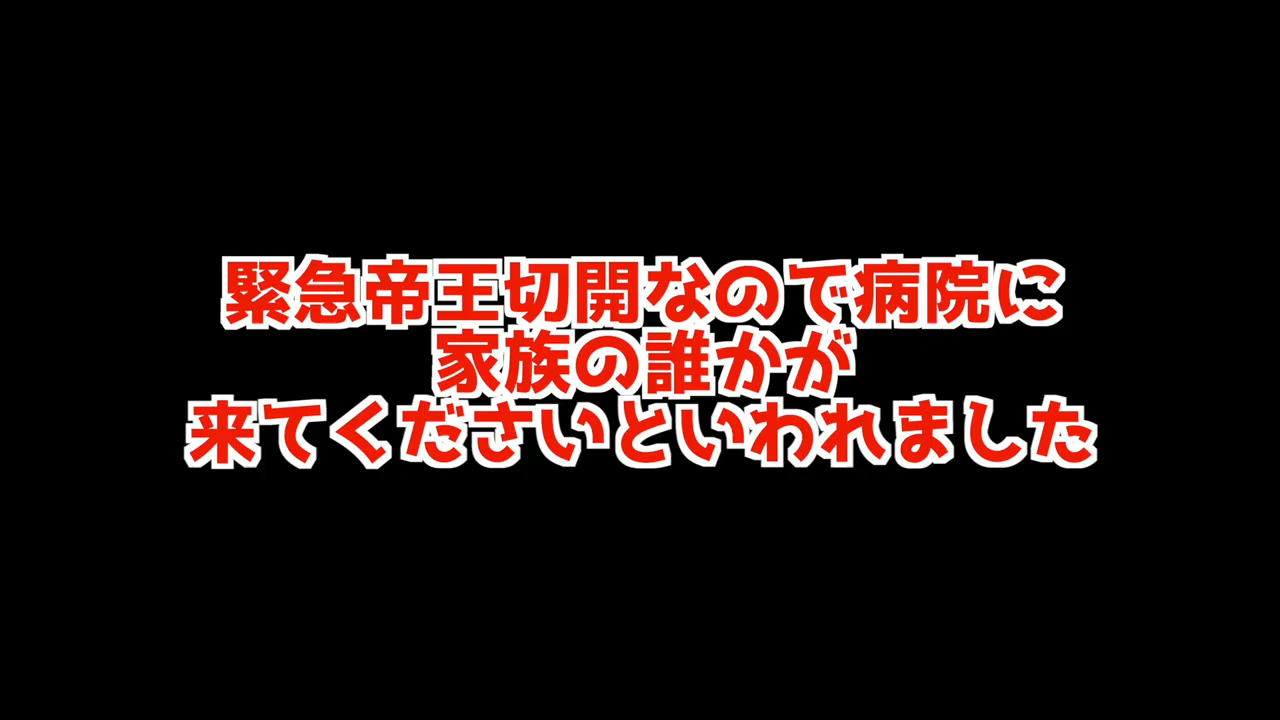 緊急帝王切開なので病院に
家族の誰かが
来てくださいといわれました